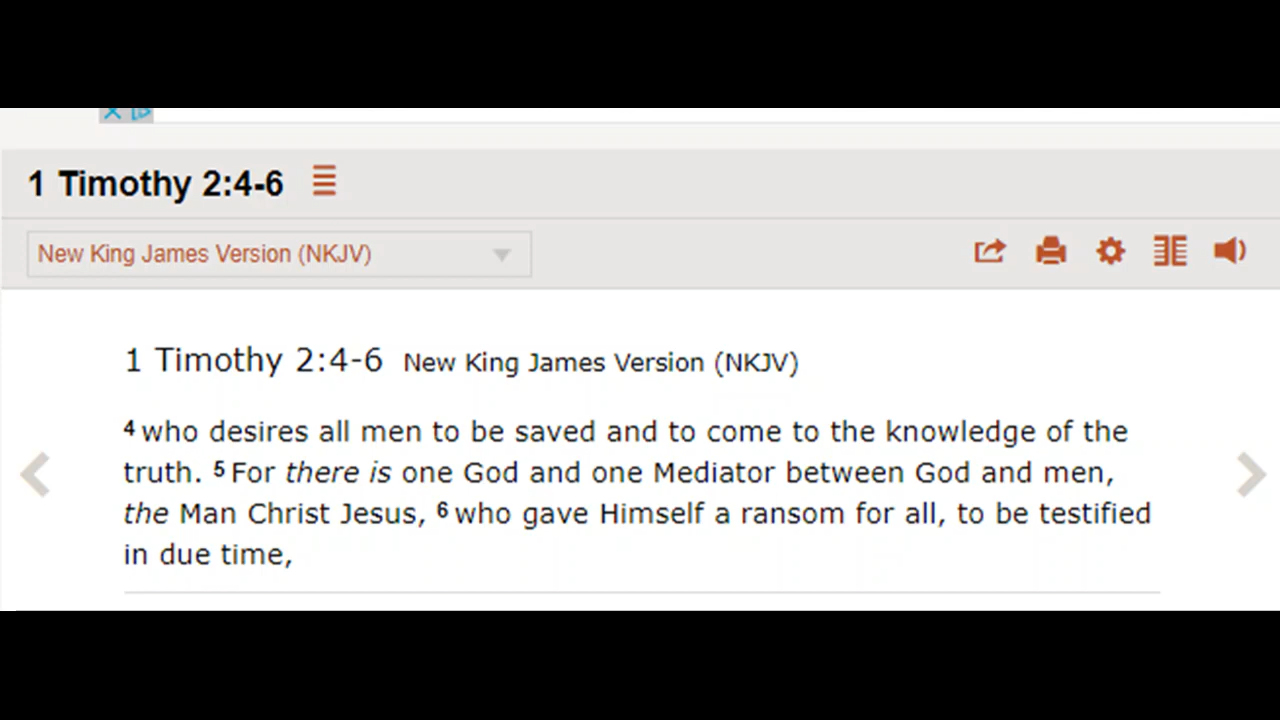 1 Timothy 2:4-6
New King James Version (NKJV)
1 Timothy 2:4-6 New King James Version (NKJV)
4 who desires all men to be saved and to come to the knowledge of the
truth. 5 For there is one God and one Mediator between God and men,
the Man Christ Jesus, 6 who gave Himself a ransom for all, to be testified
in due time,